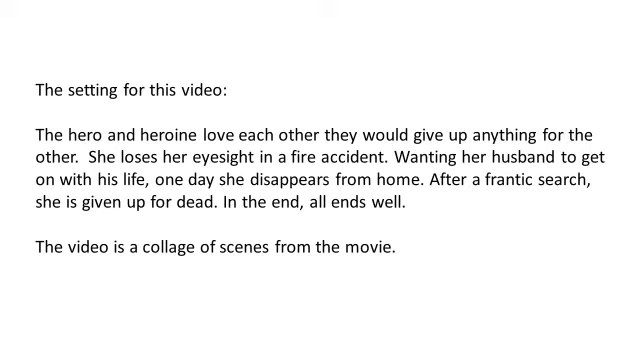 The setting for this video:
The hero and heroine love each other they would give up anything for the
other.  She loses her eyesight in a fire accident. Wanting her husband to get
on with his life, one day she disappears from home. After a frantic search,
she is given up for dead. In the end, all ends well.
The video is a collage of scenes from the movie.